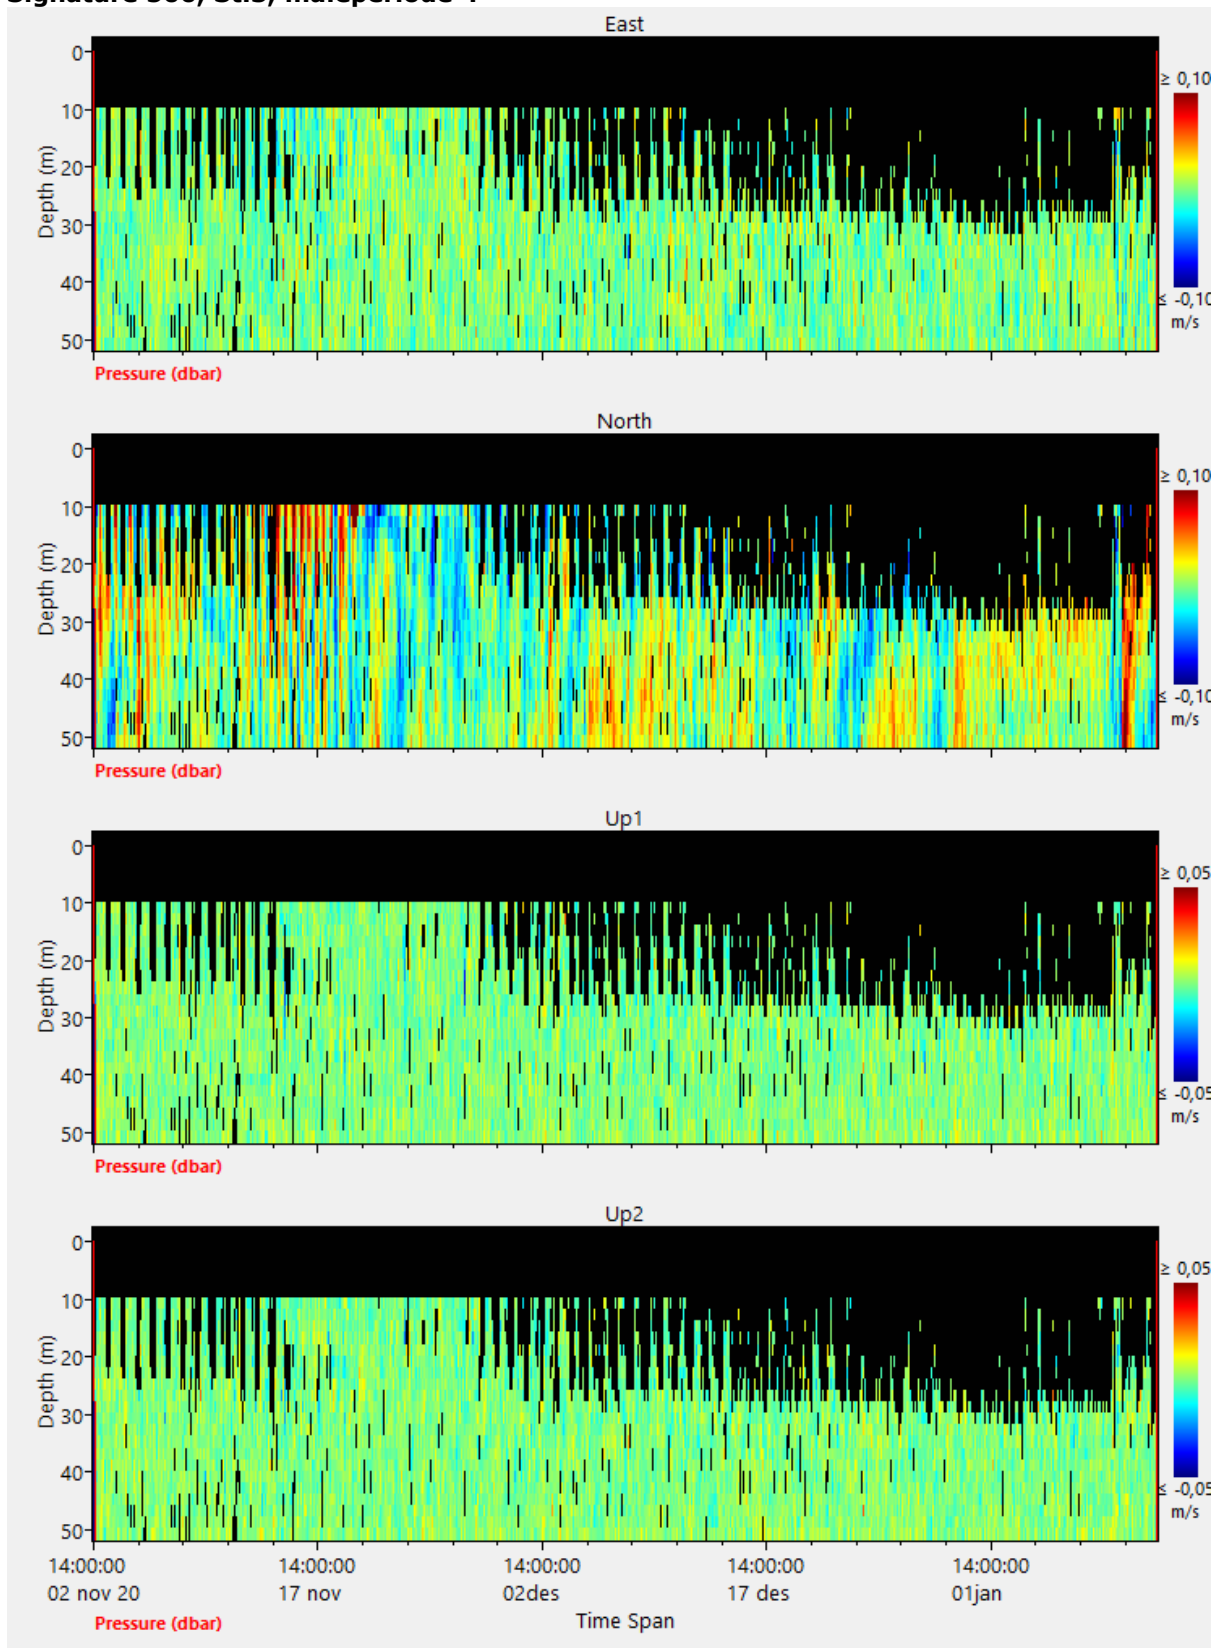 East
0
10
20
30
40
50
Depth (m)
≥ 0,10
≤ -0,10
m/s
Pressure (dbar)
North
0
10
20
30
40
50
Depth (m)
≥ 0,10
≤ -0,10
m/s
Pressure (dbar)
Up1
0
10
20
30
40
50
Depth (m)
≥ 0,05
≤ -0,05
m/s
Pressure (dbar)
Up2
0
10
20
30
40
50
Depth (m)
≥ 0,05
≤ -0,05
m/s
14:00:00 14:00:00 14:00:00 14:00:00 14:00:00
02 nov 20 17 nov 02des 17 des 01jan
Pressure (dbar) Time Span